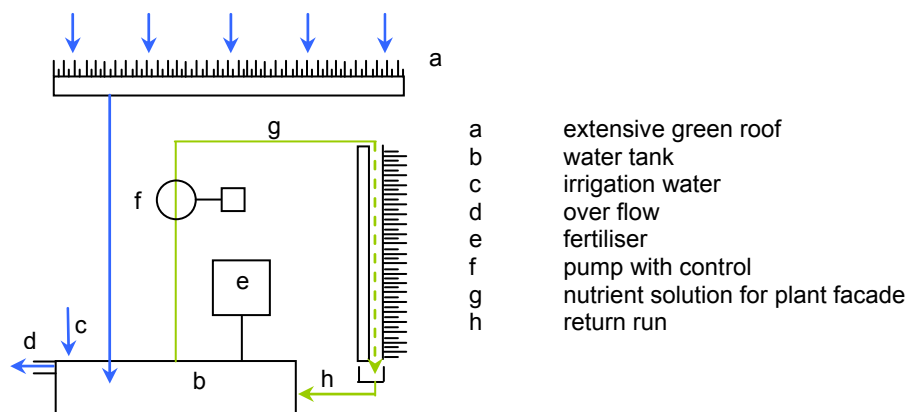 a
g
f
e
c
d
b
h
a extensive green roof
b water tank
c irrigation water
d over flow
e fertiliser
f pump with control
g nutrient solution for plant facade
h return run